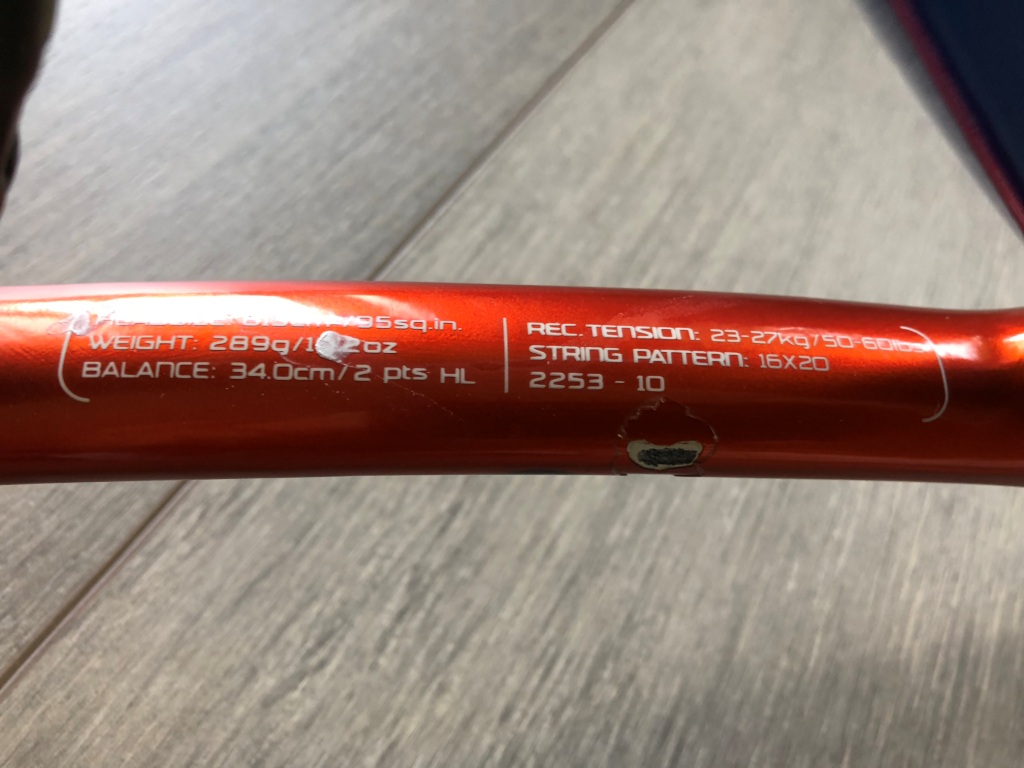 95sq.in.
WEIGHT: 289g/
BALANCE: 34.0cm/2 pts HL
REC. TENSION: 23-27kg/50-60lbs
STRING PATTERN: 16X20
2253 - 10